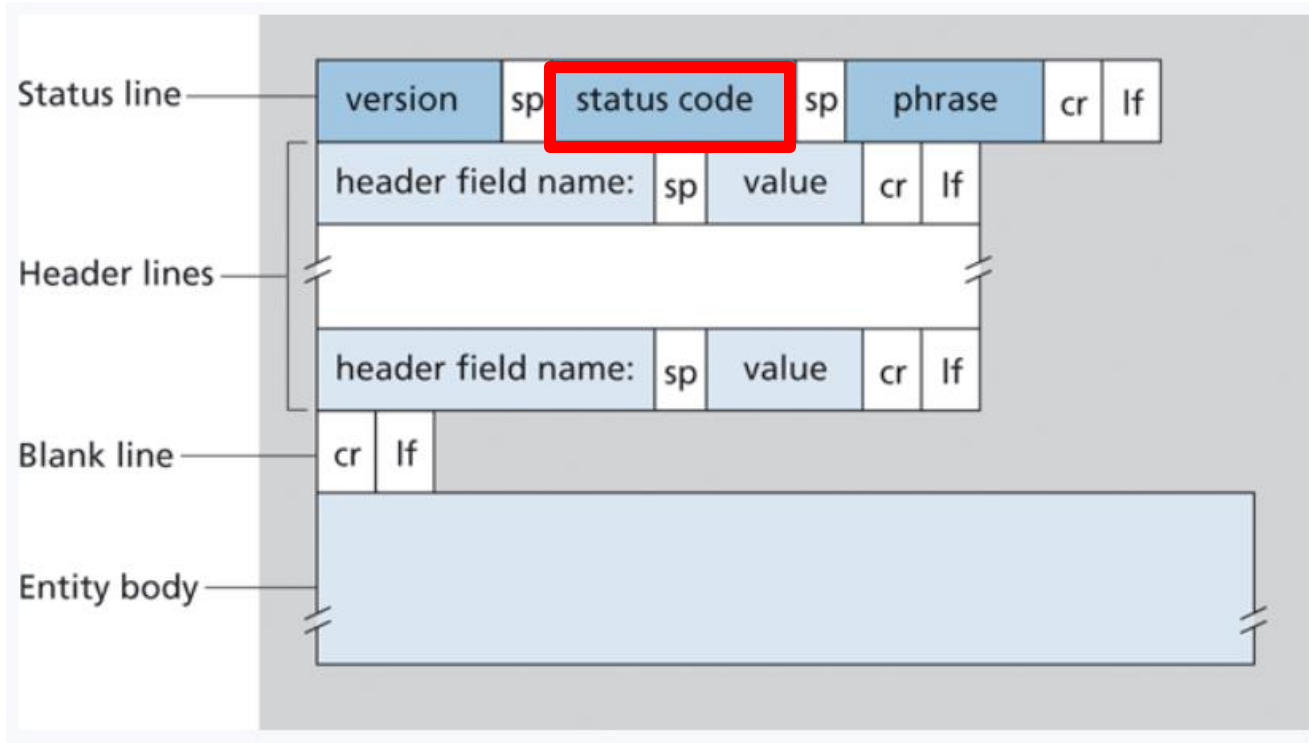 Status line version sp status code sp phrase cr lf
header field name: sp value cr lf
Header lines
header field name: sp value cr lf
Blank line cr lf
Entity body